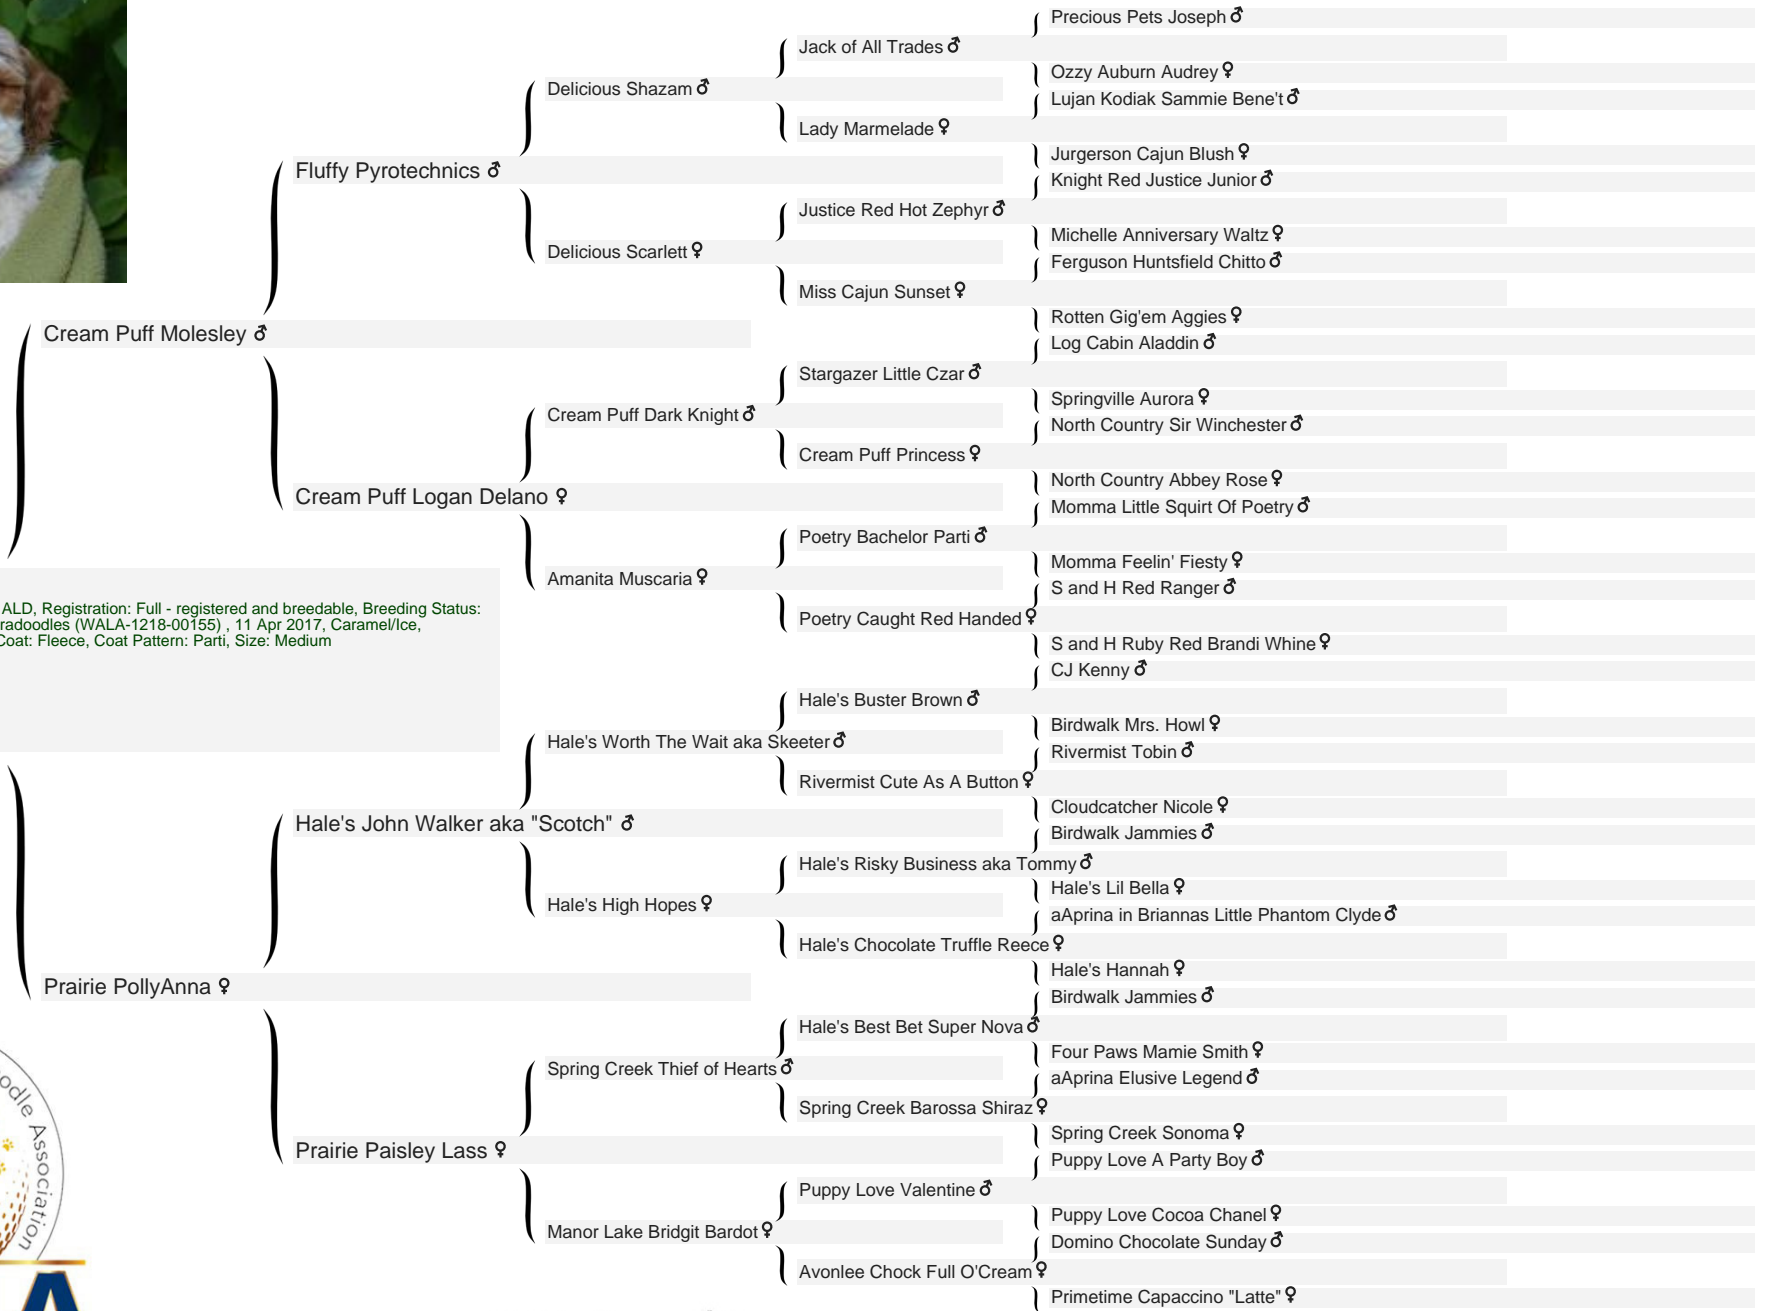 Precious Pets Joseph ♂
Jack of All Trades ♂
Ozzy Auburn Audrey ♀
Delicious Shazam ♂
Lujan Kodiak Sammie Bene't ♂
Lady Marmelade ♀
Jurgerson Cajun Blush ♀
Fluffy Pyrotechnics ♂
Knight Red Justice Junior ♂
Justice Red Hot Zephyr ♂
Michelle Anniversary Waltz ♀
Delicious Scarlett ♀
Ferguson Huntsfield Chitto ♂
Miss Cajun Sunset ♀
Rotten Gig'em Aggies ♀
Cream Puff Molesley ♂
Log Cabin Aladdin ♂
Stargazer Little Czar ♂
Springville Aurora ♀
Cream Puff Dark Knight ♂
North Country Sir Winchester ♂
Cream Puff Princess ♀
North Country Abbey Rose ♀
Cream Puff Logan Delano ♀
Momma Little Squirt Of Poetry ♂
Poetry Bachelor Parti ♂
Momma Feelin' Fiesty ♀
Amanita Muscaria ♀
S and H Red Ranger ♂
Poetry Caught Red Handed ♀
S and H Ruby Red Brandi Whine ♀
ALD, Registration: Full - registered and breedable, Breeding Status:
radoodles (WALA-1218-00155) , 11 Apr 2017, Caramel/Ice,
Coat: Fleece, Coat Pattern: Parti, Size: Medium
CJ Kenny ♂
Hale's Buster Brown ♂
Birdwalk Mrs. Howl ♀
Hale's Worth The Wait aka Skeeter ♂
Rivermist Tobin ♂
Rivermist Cute As A Button ♀
Cloudcatcher Nicole ♀
Hale's John Walker aka "Scotch" ♂
Birdwalk Jammies ♂
Hale's Risky Business aka Tommy ♂
Hale's Lil Bella ♀
Hale's High Hopes ♀
aAprina in Briannas Little Phantom Clyde ♂
Hale's Chocolate Truffle Reece ♀
Hale's Hannah ♀
Prairie PollyAnna ♀
Birdwalk Jammies ♂
Hale's Best Bet Super Nova ♂
Four Paws Mamie Smith ♀
Spring Creek Thief of Hearts ♂
aAprina Elusive Legend ♂
Spring Creek Barossa Shiraz ♀
Spring Creek Sonoma ♀
Prairie Paisley Lass ♀
Puppy Love A Party Boy ♂
Puppy Love Valentine ♂
Puppy Love Cocoa Chanel ♀
Manor Lake Bridgit Bardot ♀
Domino Chocolate Sunday ♂
Avonlee Chock Full O'Cream ♀
Primetime Capaccino "Latte" ♀
oodle Association
A